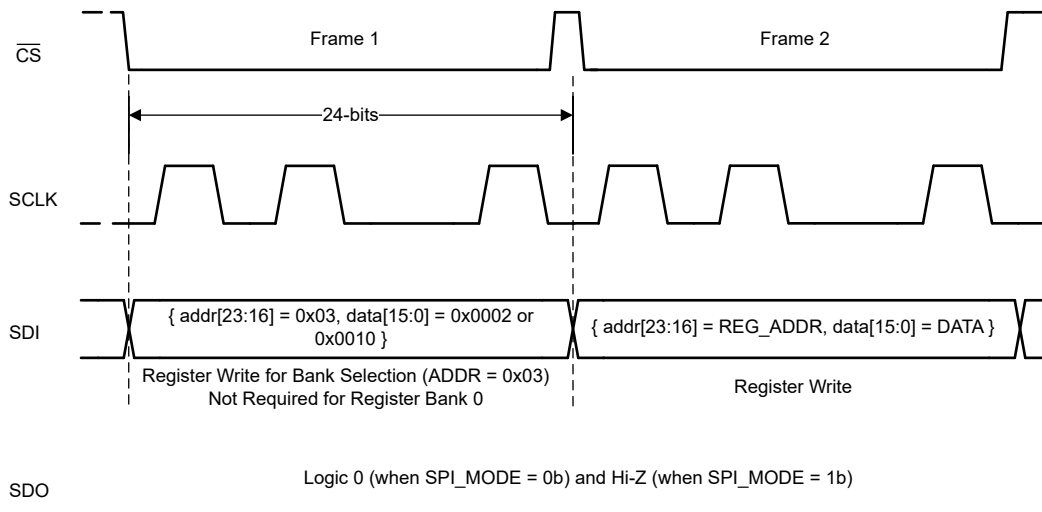 CS
Frame 1
Frame 2
24-bits
SCLK
SDI
{ addr[23:16] = 0x03, data[15:0] = 0x0002 or
0x0010 }
{ addr[23:16] = REG_ADDR, data[15:0] = DATA }
Register Write for Bank Selection (ADDR = 0x03)
Not Required for Register Bank 0
Register Write
SDO
Logic 0 (when SPI_MODE = 0b) and Hi-Z (when SPI_MODE = 1b)